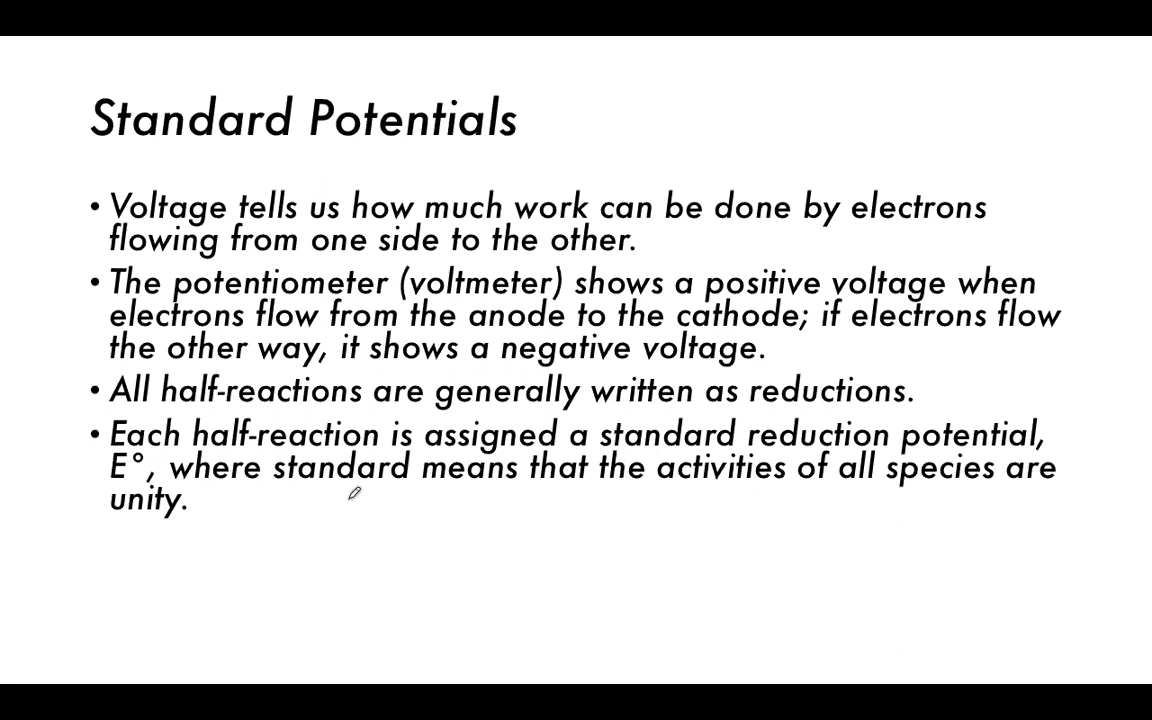 Standard Potentials
• Voltage tells us how much work can be done by electrons
flowing from one side to the other.
• The potentiometer (voltmeter) shows a positive voltage when
electrons flow from the anode to the cathode; if electrons flow
the other way, it shows a negative voltage.
• All half-reactions are generally written as reductions.
• Each half-reaction is assigned a standard reduction potential,
E°, where standard means that the activities of all species are
unity.